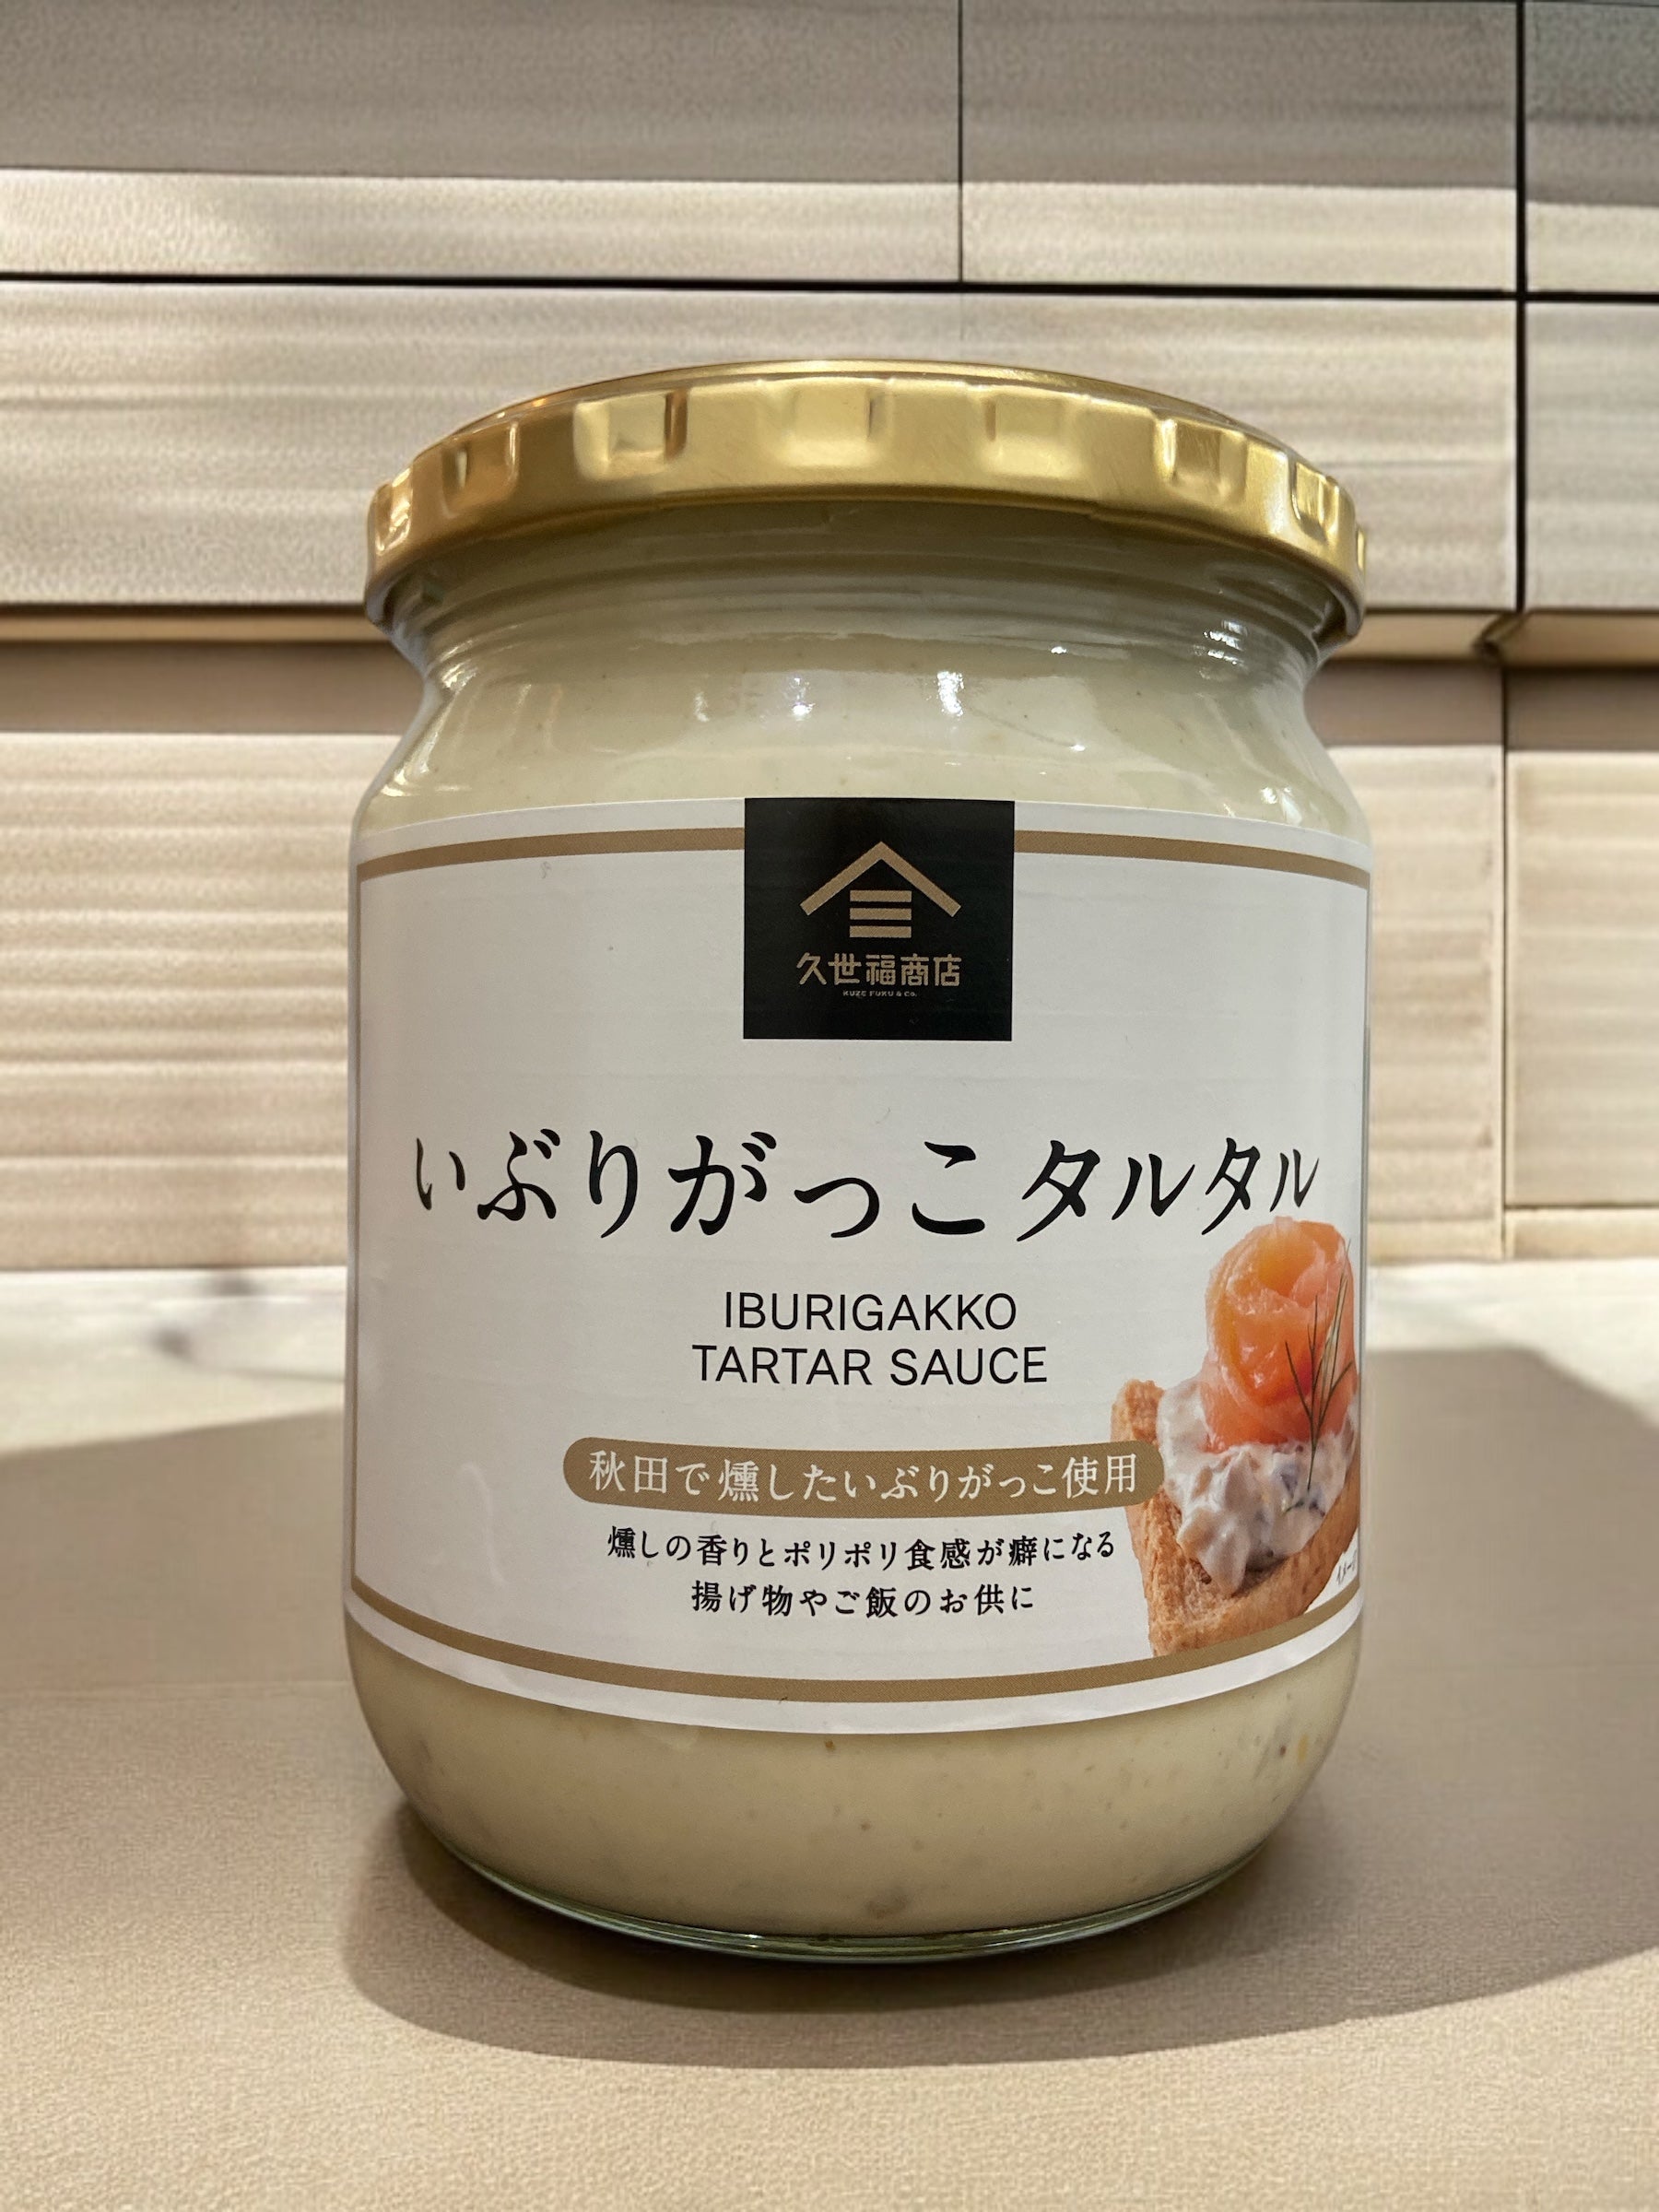 久世福商店
KUZE FUKU & CO.
いぶりがっこタルタル
IBURIGAKKO
TARTAR SAUCE
秋田で燻したいぶりがっこ使用
燻しの香りとポリポリ食感が癖になる
揚げ物やご飯のお供に